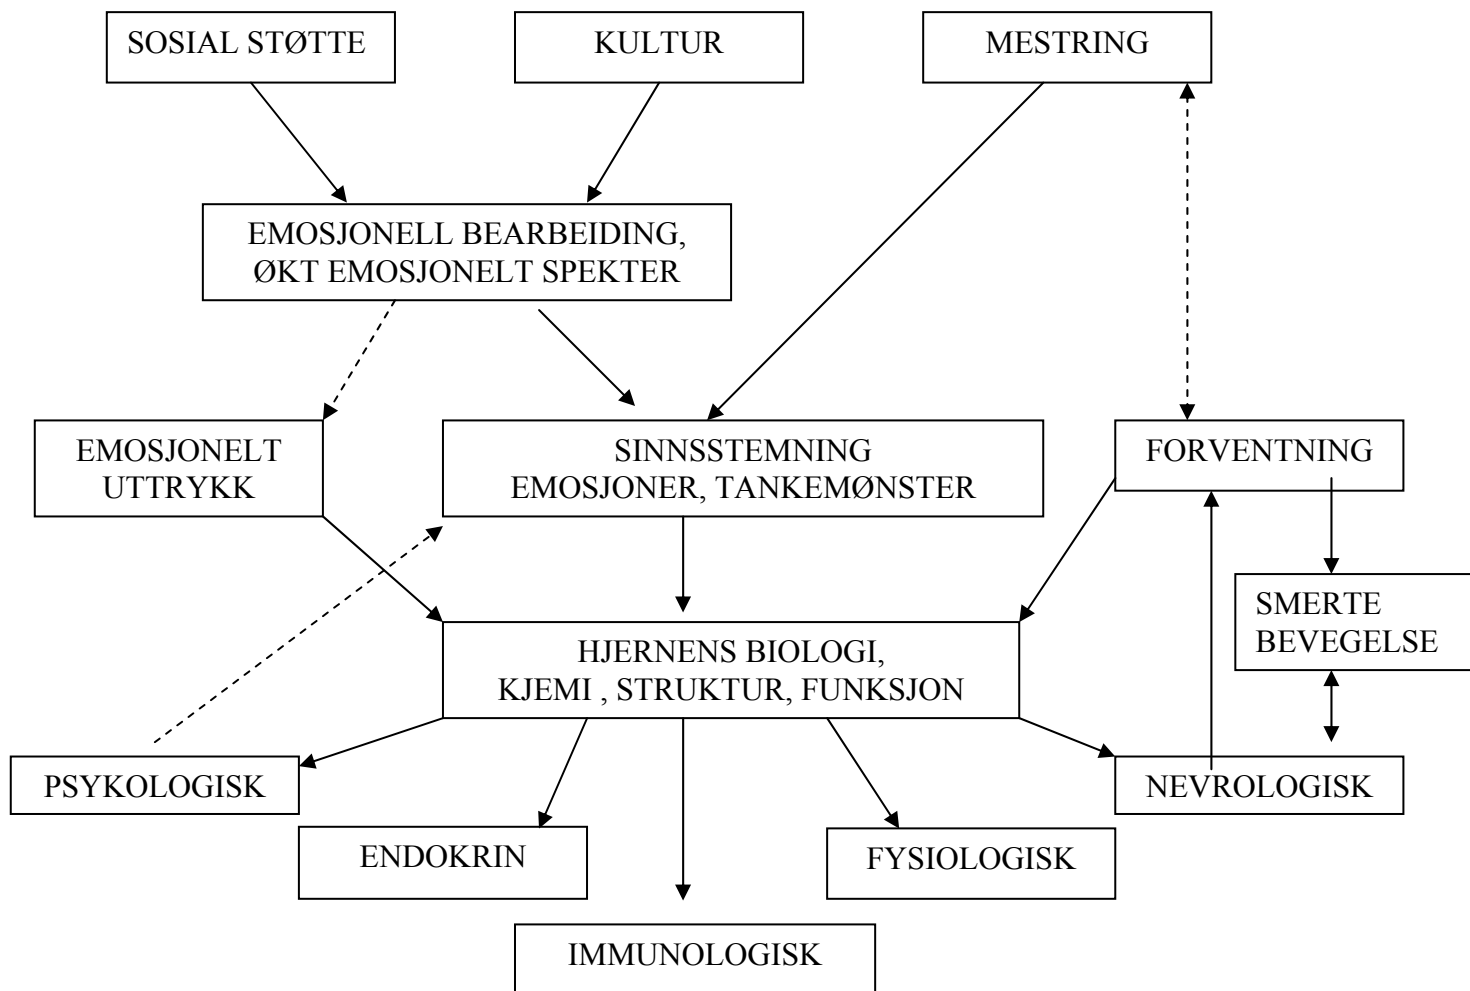 SOSIAL STØTTE
KULTUR
MESTRING
EMOSJONELL BEARBEIDING,
ØKT EMOSJONELT SPEKTER
EMOSJONELT
UTTRYKK
SINNSSTEMNING
EMOSJONER, TANKEMØNSTER
FORVENTNING
SMERTE
BEVEGELSE
HJERNENS BIOLOGI,
KJEMI , STRUKTUR, FUNKSJON
PSYKOLOGISK
NEVROLOGISK
ENDOKRIN
FYSIOLOGISK
IMMUNOLOGISK